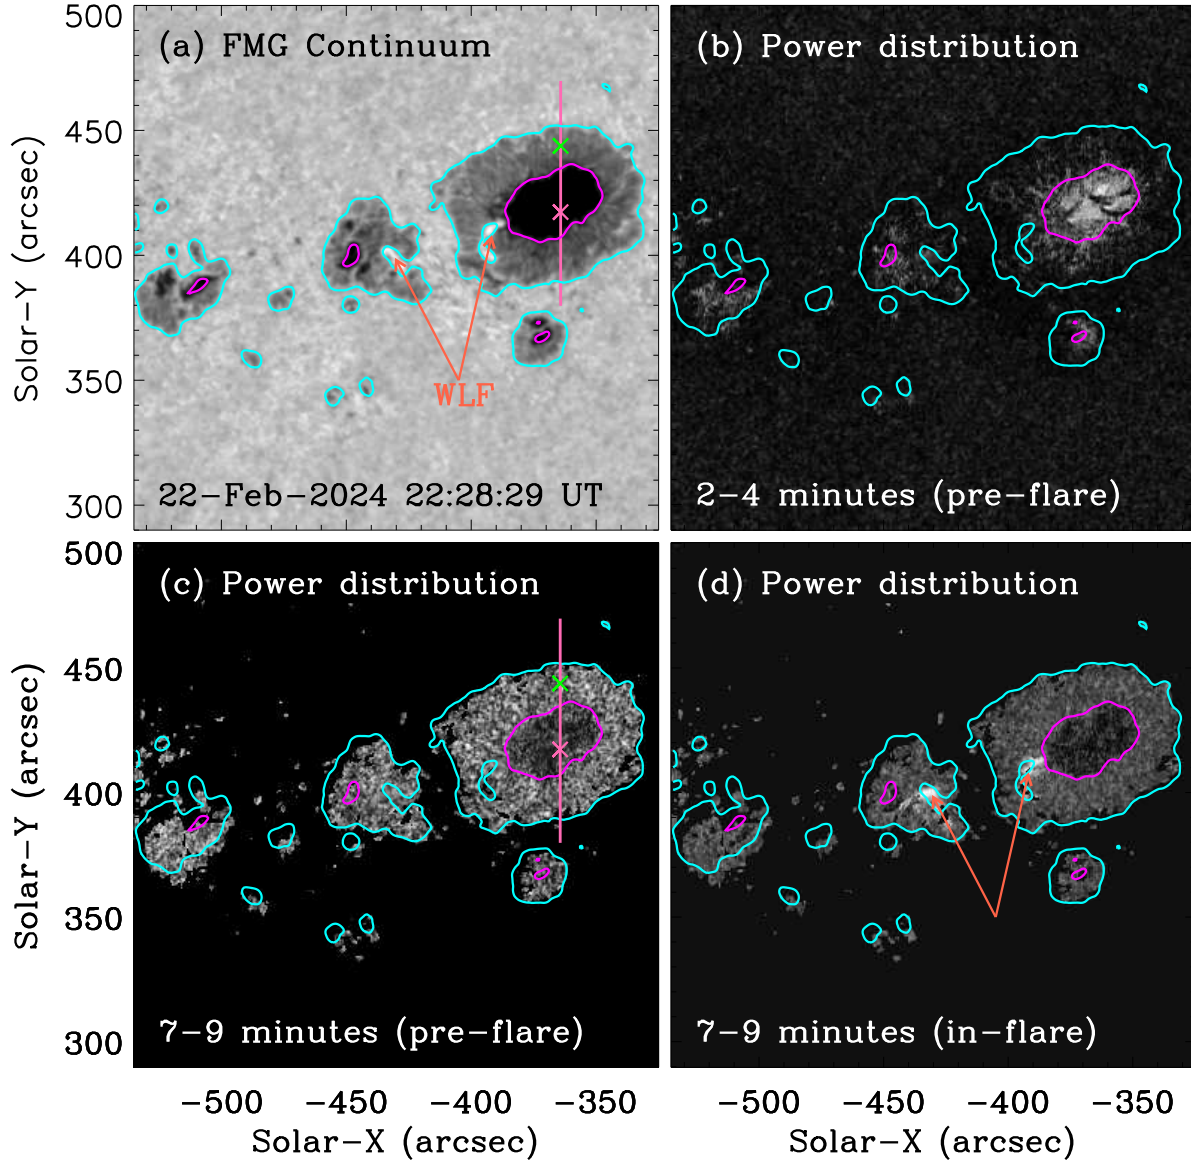 (a) FMG Continuum
(b) Power distribution
500
450
400
350
300
Solar-Y (arcsec)
WLF
22-Feb-2024 22:28:29 UT
2-4 minutes (pre-flare)
(c) Power distribution
(d) Power distribution
500
450
400
350
300
Solar-Y (arcsec)
7-9 minutes (pre-flare)
7-9 minutes (in-flare)
-500 -450 -400 -350
-500 -450 -400 -350
Solar-X (arcsec)
Solar-X (arcsec)